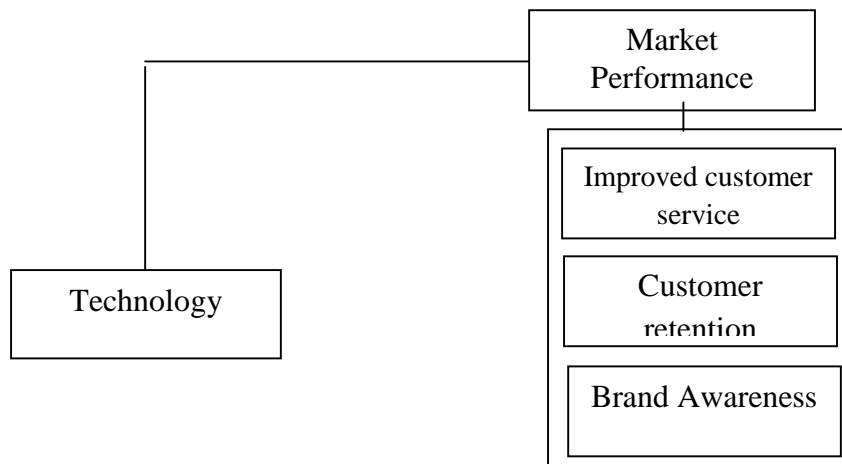 Market
Performance
Improved customer
service
Technology
Customer
retention
Brand Awareness